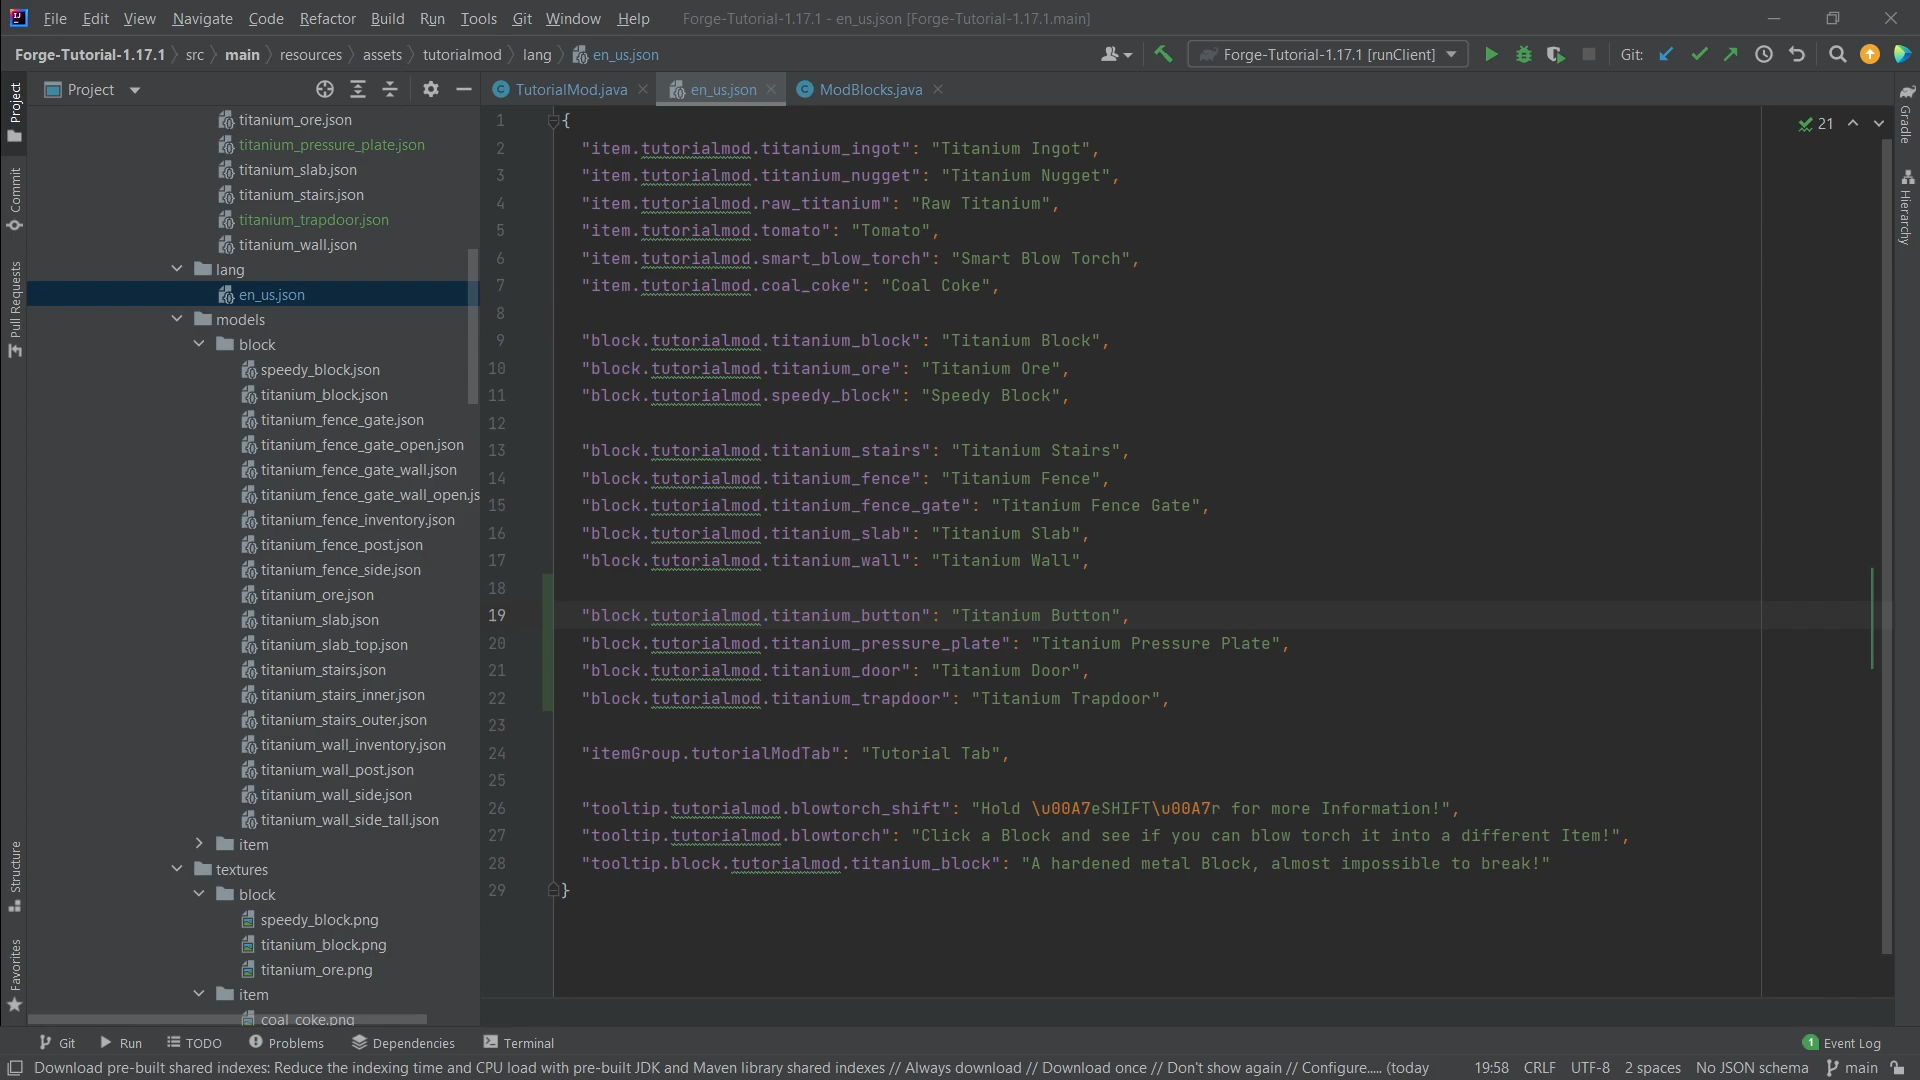 File Edit View Navigate Code Refactor Build Run Tools Git Window Help Forge-Tutorial-1.17.1 - en_us.json [Forge-Tutorial-1.17.1.main]
Forge-Tutorial-1.17.1 src main resources assets tutorialmod lang en_us.json Forge-Tutorial-1.17.1 [runClient] Git:
Project TutorialMod.java en_us.json ModBlocks.java
Project
Commit
Pull Requests
Structure
Favorites
titanium_ore.json
titanium_pressure_plate.json
titanium_slab.json
titanium_stairs.json
titanium_trapdoor.json
titanium_wall.json
lang
en_us.json
models
block
speedy_block.json
titanium_block.json
titanium_fence_gate.json
titanium_fence_gate_open.json
titanium_fence_gate_wall.json
titanium_fence_gate_wall_open.js
titanium_fence_inventory.json
titanium_fence_post.json
titanium_fence_side.json
titanium_ore.json
titanium_slab.json
titanium_slab_top.json
titanium_stairs.json
titanium_stairs_inner.json
titanium_stairs_outer.json
titanium_wall_inventory.json
titanium_wall_post.json
titanium_wall_side.json
titanium_wall_side_tall.json
item
textures
block
speedy_block.png
titanium_block.png
titanium_ore.png
item
coal_coke.png
1 {
2 "item.tutorialmod.titanium_ingot": "Titanium Ingot",
3 "item.tutorialmod.titanium_nugget": "Titanium Nugget",
4 "item.tutorialmod.raw_titanium": "Raw Titanium",
5 "item.tutorialmod.tomato": "Tomato",
6 "item.tutorialmod.smart_blow_torch": "Smart Blow Torch",
7 "item.tutorialmod.coal_coke": "Coal Coke",
8
9 "block.tutorialmod.titanium_block": "Titanium Block",
10 "block.tutorialmod.titanium_ore": "Titanium Ore",
11 "block.tutorialmod.speedy_block": "Speedy Block",
12
13 "block.tutorialmod.titanium_stairs": "Titanium Stairs",
14 "block.tutorialmod.titanium_fence": "Titanium Fence",
15 "block.tutorialmod.titanium_fence_gate": "Titanium Fence Gate",
16 "block.tutorialmod.titanium_slab": "Titanium Slab",
17 "block.tutorialmod.titanium_wall": "Titanium Wall",
18
19 "block.tutorialmod.titanium_button": "Titanium Button",
20 "block.tutorialmod.titanium_pressure_plate": "Titanium Pressure Plate",
21 "block.tutorialmod.titanium_door": "Titanium Door",
22 "block.tutorialmod.titanium_trapdoor": "Titanium Trapdoor",
23
24 "itemGroup.tutorialModTab": "Tutorial Tab",
25
26 "tooltip.tutorialmod.blowtorch_shift": "Hold \u00A7eSHIFT\u00A7r for more Information!",
27 "tooltip.tutorialmod.blowtorch": "Click a Block and see if you can blow torch it into a different Item!",
28 "tooltip.block.tutorialmod.titanium_block": "A hardened metal Block, almost impossible to break!"
29 }
21
Gradle
Hierarchy
Git Run TODO Problems Dependencies Terminal 1 Event Log
Download pre-built shared indexes: Reduce the indexing time and CPU load with pre-built JDK and Maven library shared indexes // Always download // Download once // Don't show again // Configure..... (today 19:58 CRLF UTF-8 2 spaces No JSON schema main